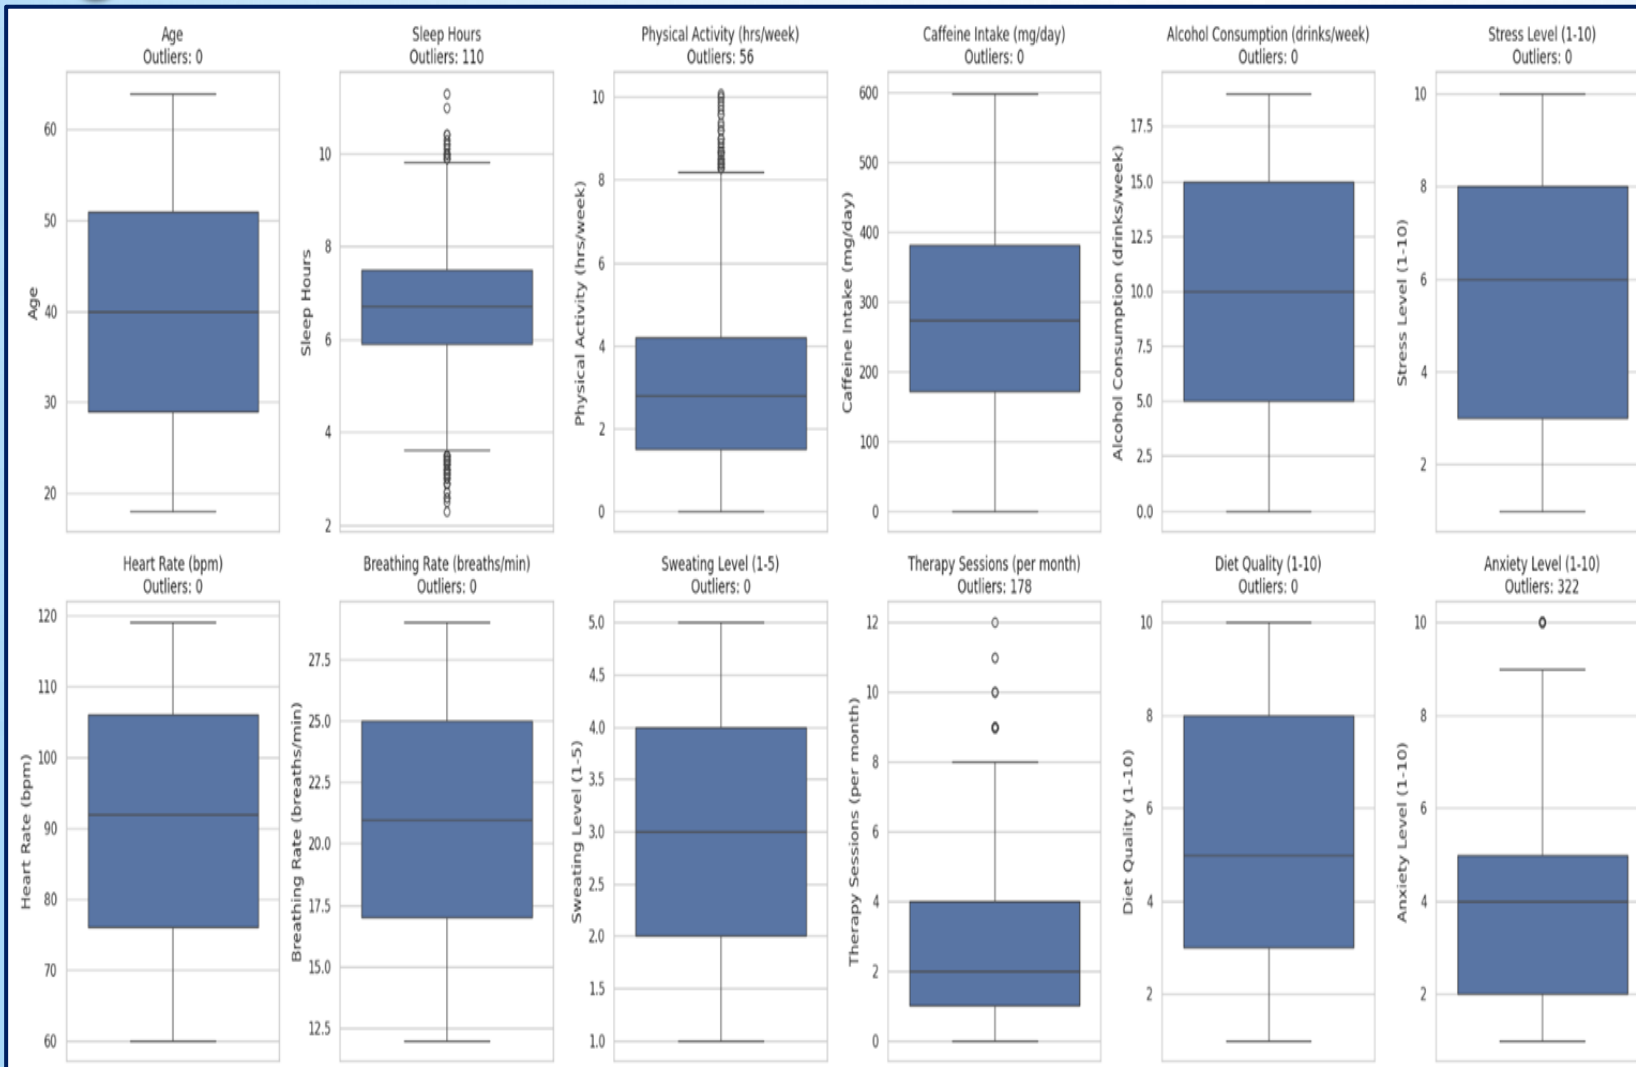 Age
Outliers: 0
60
50
40
30
20
Age
Sleep Hours
Outliers: 110
10
8
6
4
2
Sleep Hours
Physical Activity (hrs/week)
Outliers: 56
10
8
6
4
2
0
Physical Activity (hrs/week)
Caffeine Intake (mg/day)
Outliers: 0
600
500
400
300
200
100
0
Caffeine Intake (mg/day)
Alcohol Consumption (drinks/week)
Outliers: 0
17.5
15.0
12.5
10.0
7.5
5.0
2.5
0.0
Alcohol Consumption (drinks/week)
Stress Level (1-10)
Outliers: 0
10
8
6
4
2
Stress Level (1-10)
Heart Rate (bpm)
Outliers: 0
120
110
100
90
80
70
60
Heart Rate (bpm)
Breathing Rate (breaths/min)
Outliers: 0
27.5
25.0
22.5
20.0
17.5
15.0
12.5
Breathing Rate (breaths/min)
Sweating Level (1-5)
Outliers: 0
5.0
4.5
4.0
3.5
3.0
2.5
2.0
1.5
1.0
Sweating Level (1-5)
Therapy Sessions (per month)
Outliers: 178
12
10
8
6
4
2
0
Therapy Sessions (per month)
Diet Quality (1-10)
Outliers: 0
10
8
6
4
2
Diet Quality (1-10)
Anxiety Level (1-10)
Outliers: 322
10
8
6
4
2
Anxiety Level (1-10)